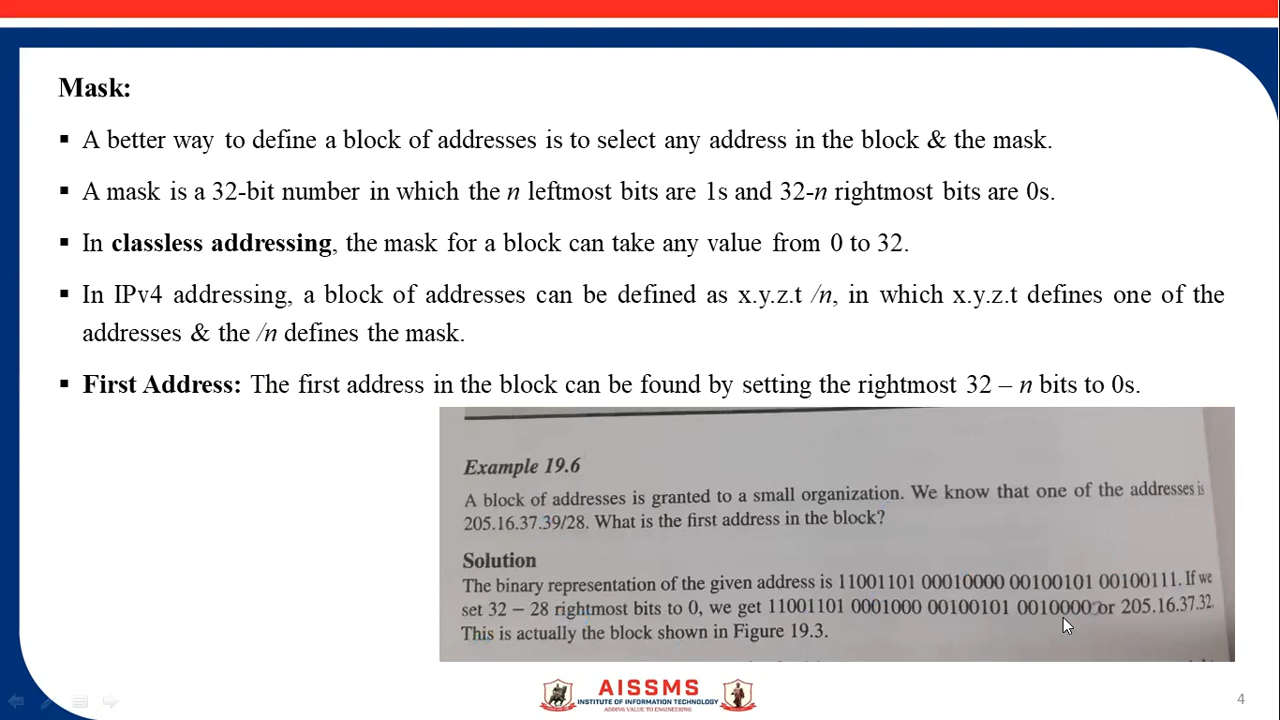 Mask:
▪ A better way to define a block of addresses is to select any address in the block & the mask.
▪ A mask is a 32-bit number in which the n leftmost bits are 1s and 32-n rightmost bits are 0s.
▪ In classless addressing, the mask for a block can take any value from 0 to 32.
▪ In IPv4 addressing, a block of addresses can be defined as x.y.z.t /n, in which x.y.z.t defines one of the
addresses & the /n defines the mask.
▪ First Address: The first address in the block can be found by setting the rightmost 32 – n bits to 0s.
Example 19.6
A block of addresses is granted to a small organization. We know that one of the addresses is
205.16.37.39/28. What is the first address in the block?
Solution
The binary representation of the given address is 11001101 00010000 00100101 00100111. If we
set 32 – 28 rightmost bits to 0, we get 11001101 0001000 00100101 0010000 or 205.16.37.32.
This is actually the block shown in Figure 19.3.
AISSMS
INSTITUTE OF INFORMATION TECHNOLOGY
ADDING VALUE TO ENGINEERING
4